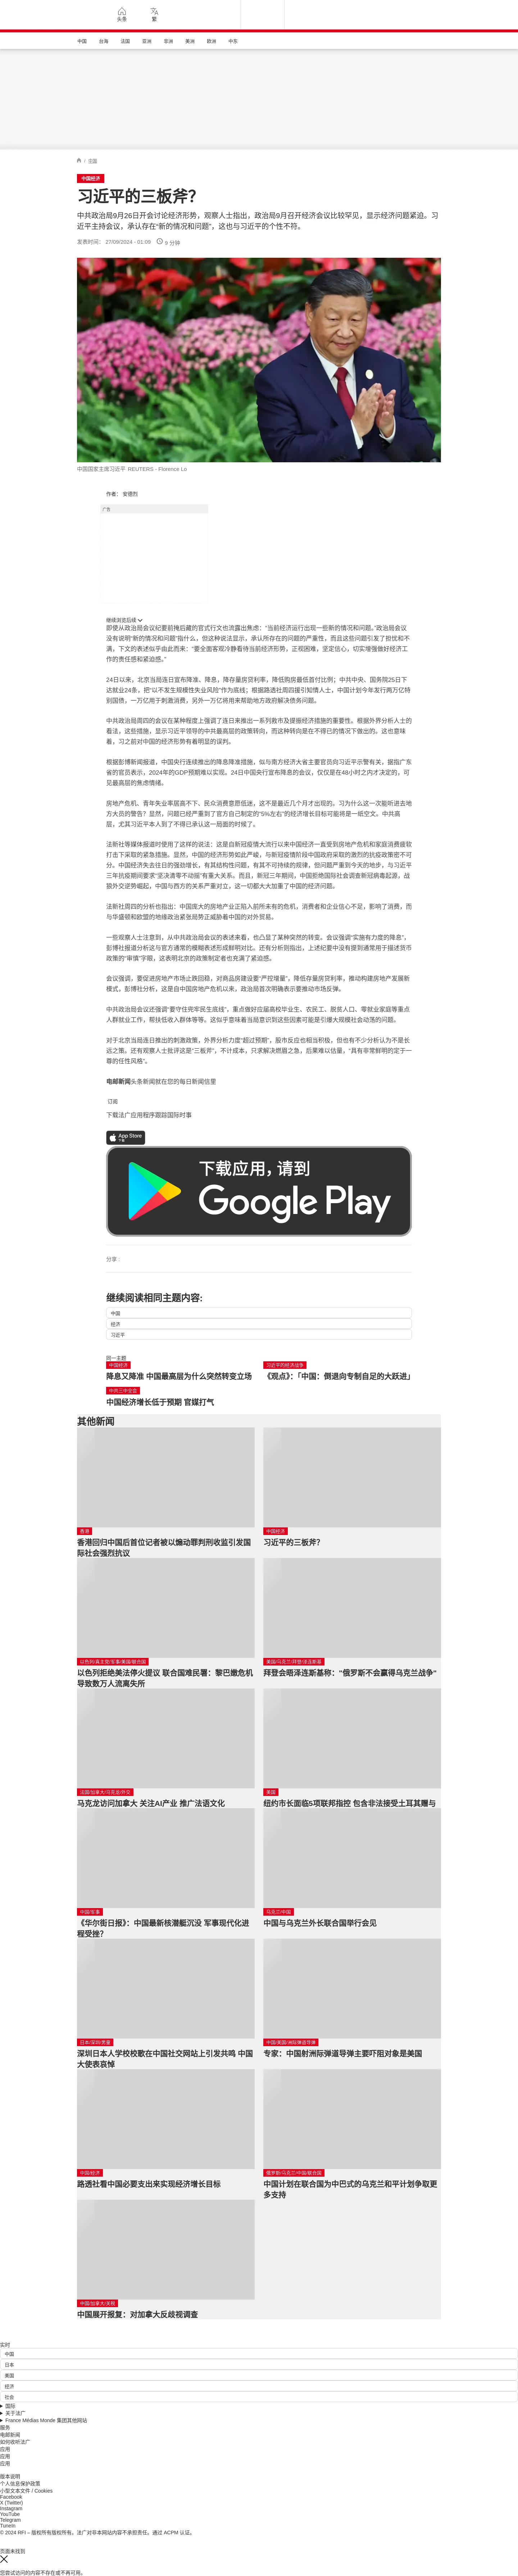 头条
繁
中国
台海
法国
亚洲
非洲
美洲
欧洲
中东
/ 中国
中国经济
习近平的三板斧?
中共政治局9月26日开会讨论经济形势，观察人士指出，政治局9月召开经济会议比较罕见，显示经济问题紧迫。习
近平主持会议，承认存在“新的情况和问题”，这也与习近平的个性不符。
发表时间： 27/09/2024 - 01:09
9 分钟
中国国家主席习近平 REUTERS - Florence Lo
作者： 安德烈
广告
继续浏览后续
即便从政治局会议纪要前掩后藏的官式行文也流露出焦虑：“当前经济运行出现一些新的情况和问题。”政治局会议
没有说明“新的情况和问题”指什么，但这种说法显示，承认所存在的问题的严重性，而且这些问题引发了担忧和不
满，下文的表述似乎由此而来：“要全面客观冷静看待当前经济形势，正视困难，坚定信心，切实增强做好经济工
作的责任感和紧迫感。”
24日以来，北京当局连日宣布降准、降息，降存量房贷利率，降低购房最低首付比例；中共中央、国务院25日下
达就业24条，把“以不发生规模性失业风险”作为底线；根据路透社周四援引知情人士，中国计划今年发行两万亿特
别国债，一万亿用于刺激消费，另外一万亿将用来帮助地方政府解决债务问题。
中共政治局周四的会议在某种程度上强调了连日来推出一系列救市及提振经济措施的重要性。根据外界分析人士的
看法，这些措施，显示习近平领导的中共最高层的政策转向，而这种转向是在不得已的情况下做出的。这也意味
着，习之前对中国的经济形势有着明显的误判。
根据彭博新闻报道，中国央行连续推出的降息降准措施，似与南方经济大省主要官员向习近平示警有关，据指广东
省的官员表示，2024年的GDP预期难以实现。24日中国央行宣布降息的会议，仅仅是在48小时之内才决定的，可
见最高层的焦虑情绪。
房地产危机、青年失业率居高不下、民众消费意愿低迷，这不是最近几个月才出现的。习为什么这一次能听进去地
方大员的警告？显然，问题已经严重到了官方自己制定的“5%左右”的经济增长目标可能将是一纸空文。中共高
层，尤其习近平本人到了不得已承认这一局面的时候了。
法新社等媒体报道时使用了这样的说法：这是自新冠疫情大流行以来中国经济一直受到房地产危机和家庭消费疲软
打击下采取的紧急措施。显然，中国的经济形势如此严峻，与新冠疫情阶段中国政府采取的激烈的抗疫政策密不可
分。中国经济失去往日的强劲增长，有其结构性问题，有其不可持续的规律，但问题严重到今天的地步，与习近平
三年抗疫期间要求“坚决清零不动摇”有重大关系。而且，新冠三年期间，中国拒绝国际社会调查新冠病毒起源，战
狼外交逆势崛起，中国与西方的关系严重对立，这一切都大大加重了中国的经济问题。
法新社周四的分析也指出：中国庞大的房地产业正陷入前所未有的危机，消费者和企业信心不足，影响了消费，而
与华盛顿和欧盟的地缘政治紧张局势正威胁着中国的对外贸易。
一些观察人士注意到，从中共政治局会议的表述来看，也凸显了某种突然的转变。会议强调“实施有力度的降息”，
彭博社报道分析这与官方通常的模糊表述形成鲜明对比。还有分析则指出，上述纪要中没有提到通常用于描述货币
政策的“审慎”字眼，这表明北京的政策制定者也充满了紧迫感。
会议强调，要促进房地产市场止跌回稳，对商品房建设要“严控增量”，降低存量房贷利率，推动构建房地产发展新
模式，彭博社分析，这是自中国房地产危机以来，政治局首次明确表示要推动市场反弹。
中共政治局会议还强调“要守住兜牢民生底线”，重点做好应届高校毕业生、农民工、脱贫人口、零就业家庭等重点
人群就业工作，帮扶低收入群体等等。这似乎意味着当局意识到这些因素可能是引爆大规模社会动荡的问题。
对于北京当局连日推出的刺激政策，外界分析力度“超过预期”，股市反应也相当积极，但也有不少分析认为不是长
远之策。还有观察人士批评这是“三板斧”，不计成本，只求解决燃眉之急，后果难以估量，“具有非常鲜明的定于一
尊的任性风格”。
电邮新闻头条新闻就在您的每日新闻信里
订阅
下载法广应用程序跟踪国际时事
App Store
下载
下载应用，请到
Google Play
分享 :
继续阅读相同主题内容:
中国
经济
习近平
同一主题
中国经济
降息又降准 中国最高层为什么突然转变立场
习近平的经济战争
《观点》：「中国：倒退向专制自足的大跃进」
中共三中全会
中国经济增长低于预期 官媒打气
其他新闻
香港
香港回归中国后首位记者被以煽动罪判刑收监引发国
际社会强烈抗议
中国经济
习近平的三板斧?
以色列/真主党/军事/美国/联合国
以色列拒绝美法停火提议 联合国难民署：黎巴嫩危机
导致数万人流离失所
美国/乌克兰/拜登/泽连斯基
拜登会晤泽连斯基称："俄罗斯不会赢得乌克兰战争"
法国/加拿大/马克龙/外交
马克龙访问加拿大 关注AI产业 推广法语文化
美国
纽约市长面临5项联邦指控 包含非法接受土耳其赠与
中国/军事
《华尔街日报》：中国最新核潜艇沉没 军事现代化进
程受挫？
乌克兰/中国
中国与乌克兰外长联合国举行会见
日本/深圳/男童
深圳日本人学校校歌在中国社交网站上引发共鸣 中国
大使表哀悼
中国/美国/洲际弹道导弹
专家：中国射洲际弹道导弹主要吓阻对象是美国
中国/经济
路透社看中国必要支出来实现经济增长目标
俄罗斯/乌克兰/中国/联合国
中国计划在联合国为中巴式的乌克兰和平计划争取更
多支持
中国/加拿大/关税
中国展开报复：对加拿大反歧视调查
实时
中国
日本
美国
经济
社会
国际
关于法广
France Médias Monde 集团其他网站
服务
电邮新闻
如何收听法广
应用
应用
应用
版本说明
个人信息保护政策
小型文本文件 / Cookies
Facebook
X (Twitter)
Instagram
YouTube
Telegram
TuneIn
© 2024 RFI – 版权所有版权所有。法广对非本网站内容不承担责任。通过 ACPM 认证。
页面未找到
您尝试访问的内容不存在或不再可用。